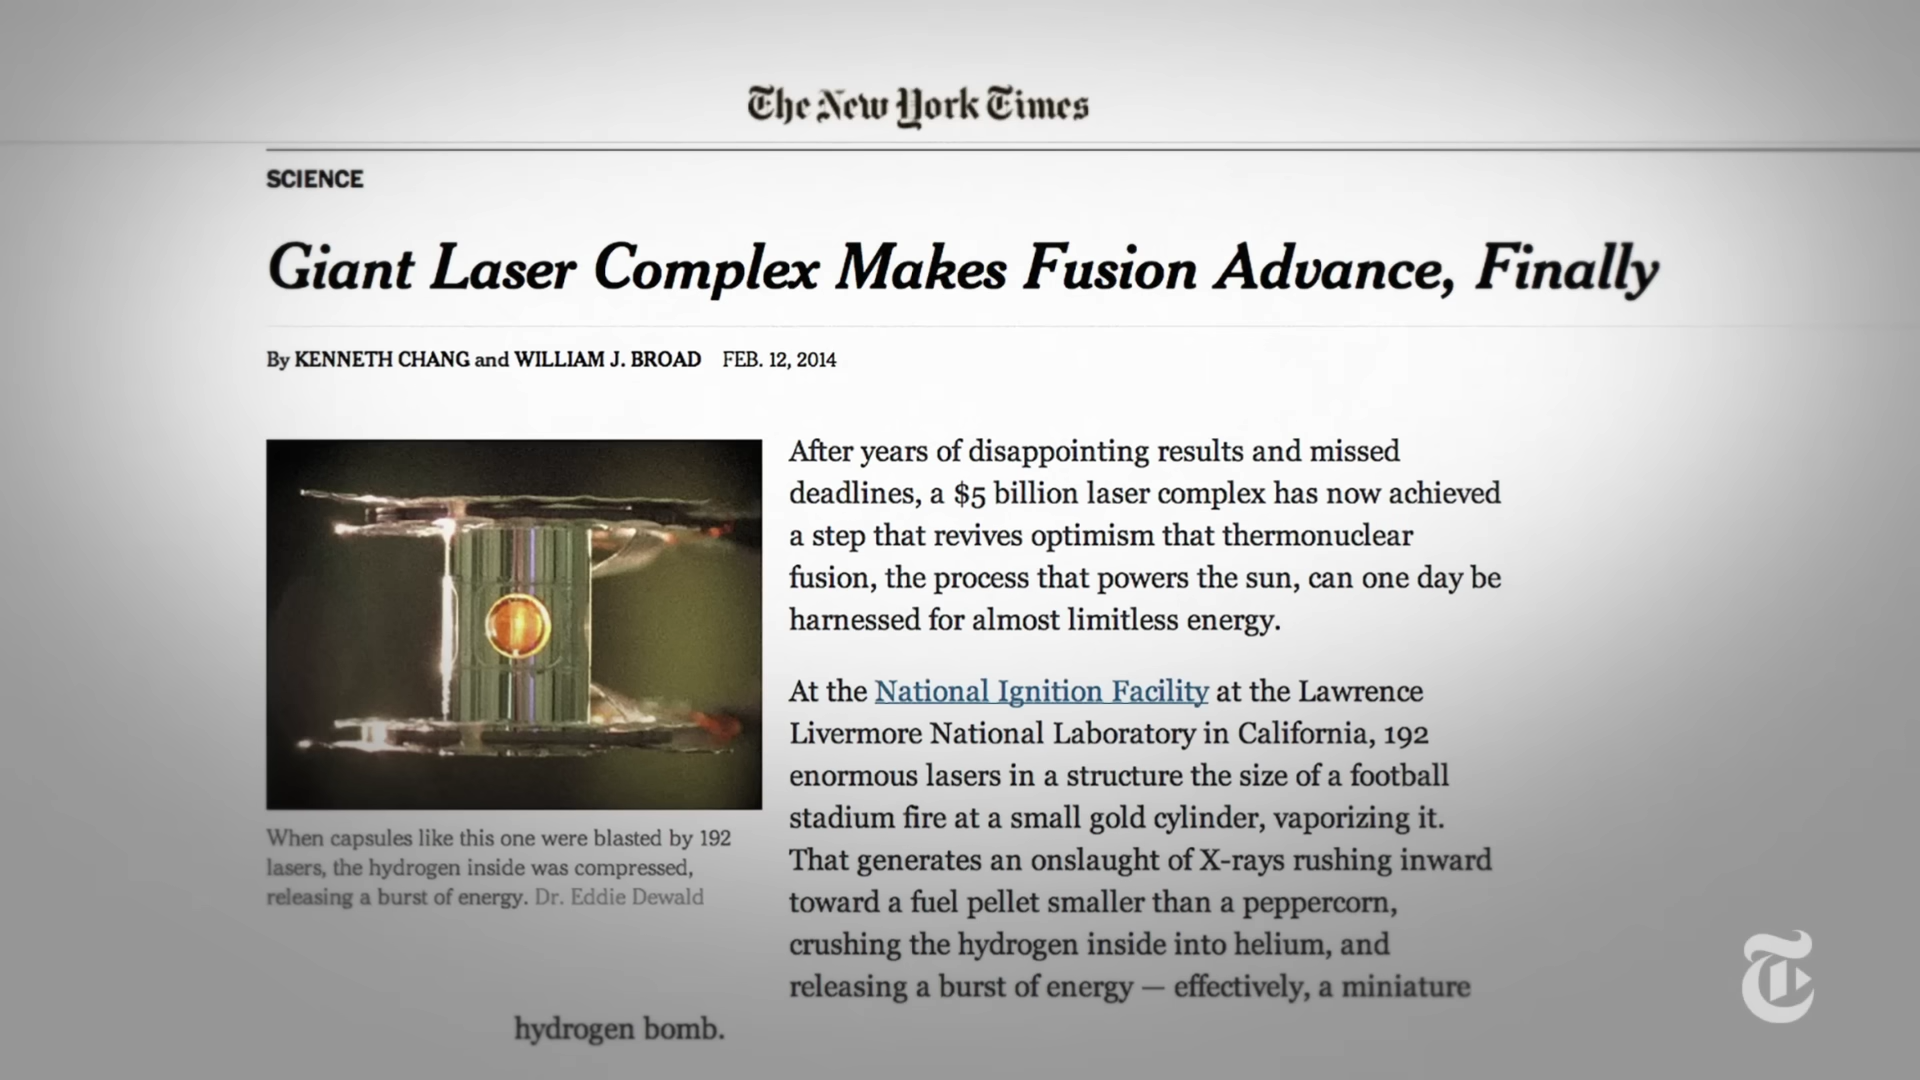 The New York Times
SCIENCE
Giant Laser Complex Makes Fusion Advance, Finally
By KENNETH CHANG and WILLIAM J. BROAD FEB. 12, 2014
After years of disappointing results and missed
deadlines, a $5 billion laser complex has now achieved
a step that revives optimism that thermonuclear
fusion, the process that powers the sun, can one day be
harnessed for almost limitless energy.
At the National Ignition Facility at the Lawrence
Livermore National Laboratory in California, 192
enormous lasers in a structure the size of a football
stadium fire at a small gold cylinder, vaporizing it.
That generates an onslaught of X-rays rushing inward
toward a fuel pellet smaller than a peppercorn,
crushing the hydrogen inside into helium, and
releasing a burst of energy — effectively, a miniature
hydrogen bomb.
When capsules like this one were blasted by 192
lasers, the hydrogen inside was compressed,
releasing a burst of energy. Dr. Eddie Dewald
T